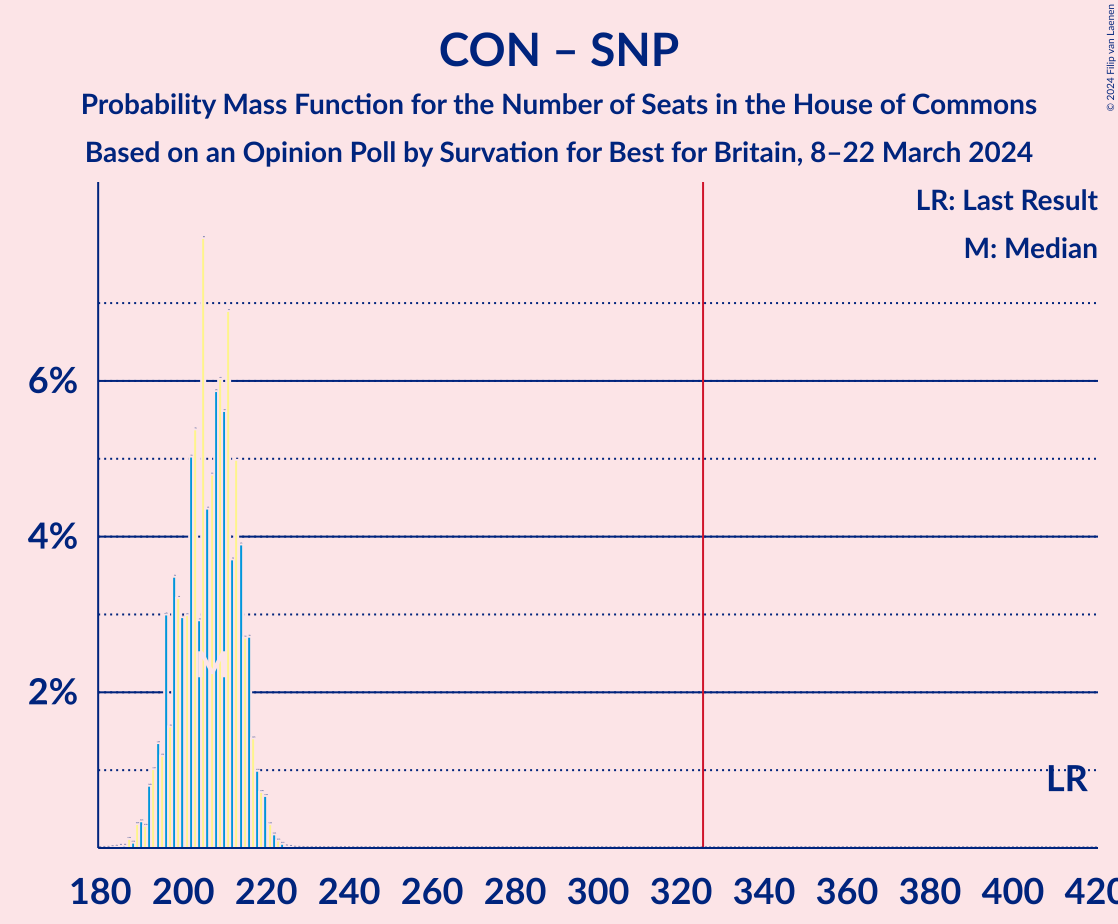 CON – SNP
Probability Mass Function for the Number of Seats in the House of Commons
Based on an Opinion Poll by Survation for Best for Britain, 8–22 March 2024
© 2024 Filip van Laenen
LR: Last Result
M: Median
6%
4%
2%
M
LR
180 200 220 240 260 280 300 320 340 360 380 400 420